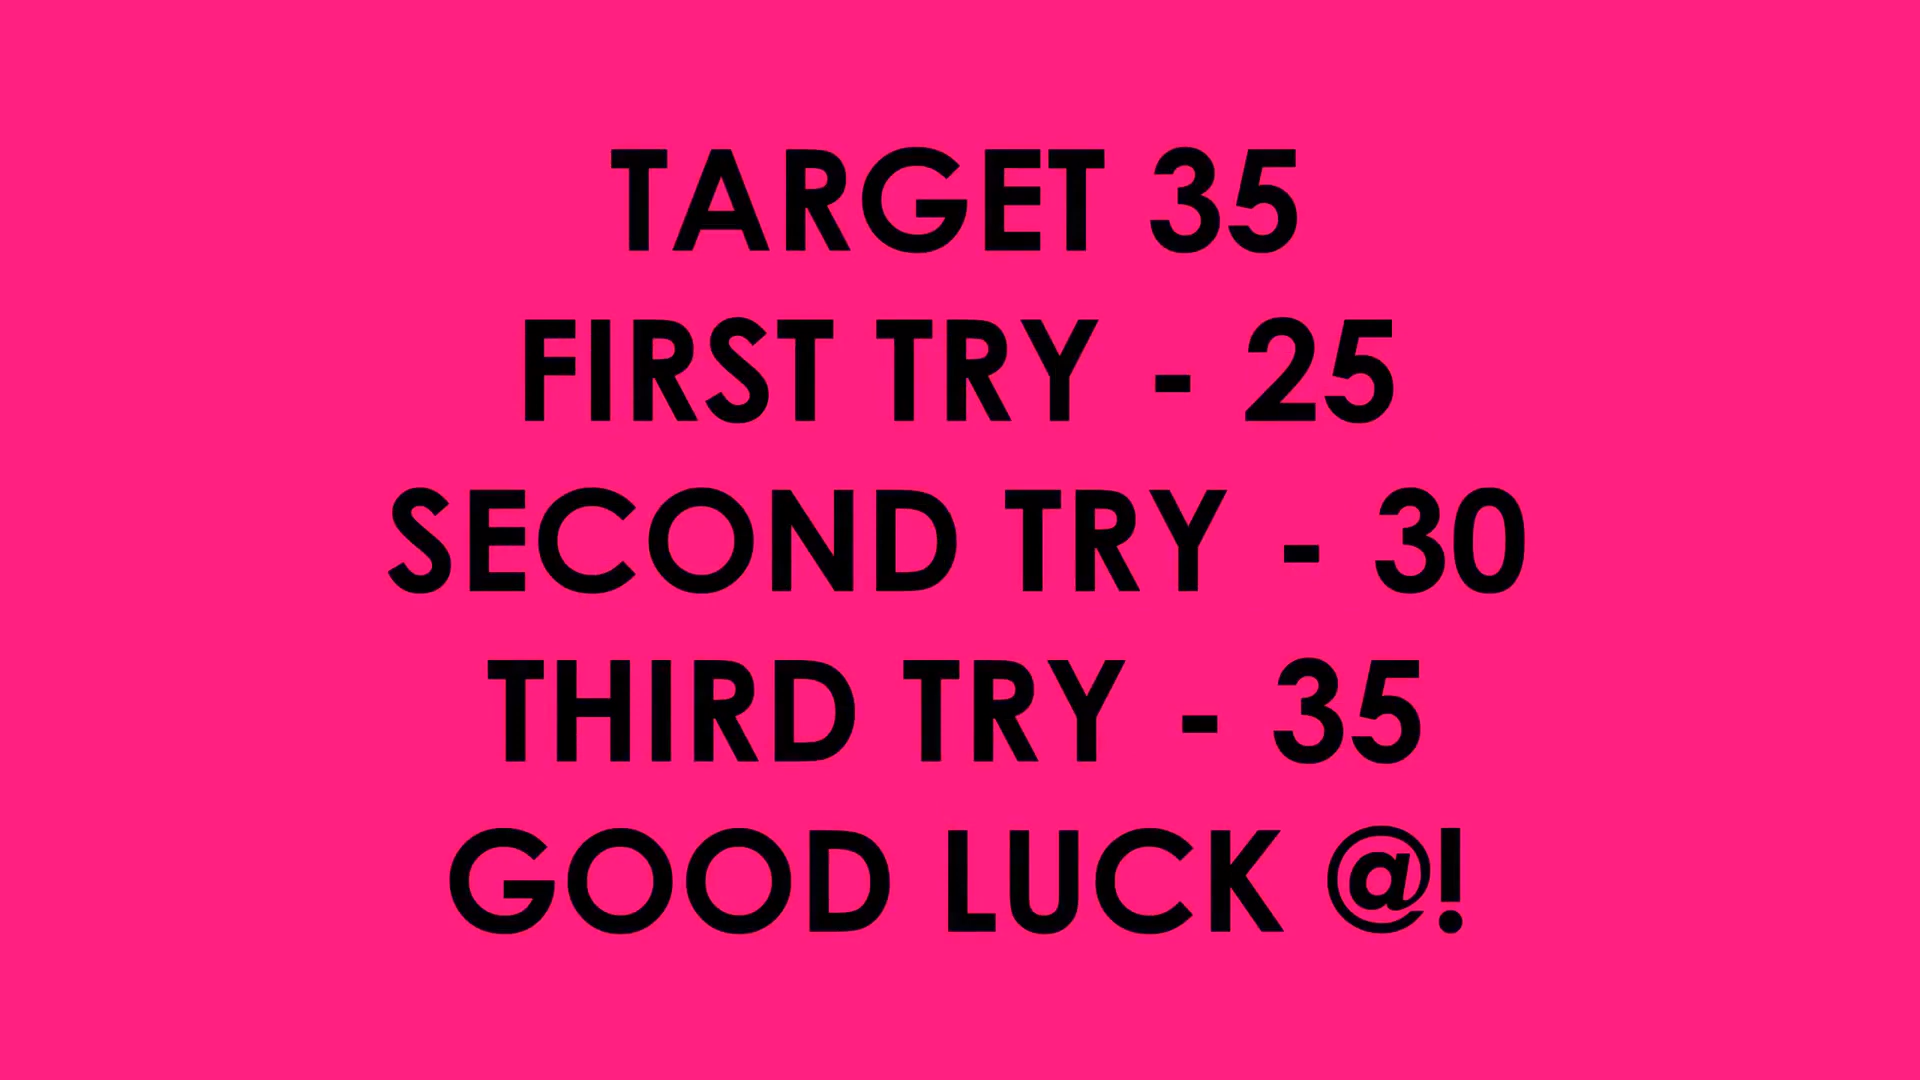 TARGET 35
FIRST TRY - 25
SECOND TRY - 30
THIRD TRY - 35
GOOD LUCK @!